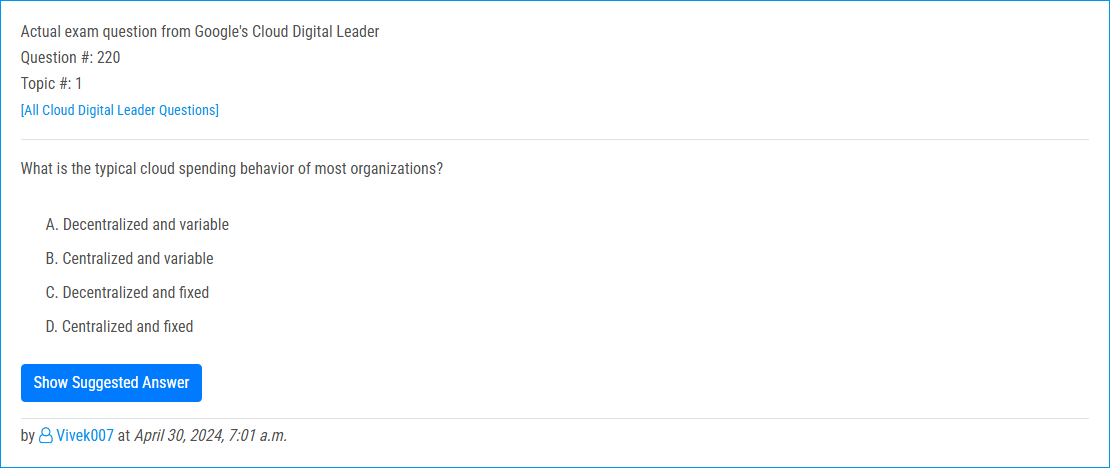 Actual exam question from Google's Cloud Digital Leader
Question #: 220
Topic #: 1
[All Cloud Digital Leader Questions]
What is the typical cloud spending behavior of most organizations?
A. Decentralized and variable
B. Centralized and variable
C. Decentralized and fixed
D. Centralized and fixed
Show Suggested Answer
by Vivek007 at April 30, 2024, 7:01 a.m.